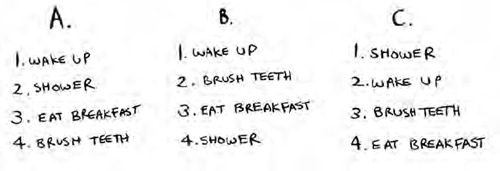 A.
1. WAKE UP
2. SHOWER
3. EAT BREAKFAST
4. BRUSH TEETH
B.
1. WAKE UP
2. BRUSH TEETH
3. EAT BREAKFAST
4. SHOWER
C.
1. SHOWER
2. WAKE UP
3. BRUSH TEETH
4. EAT BREAKFAST